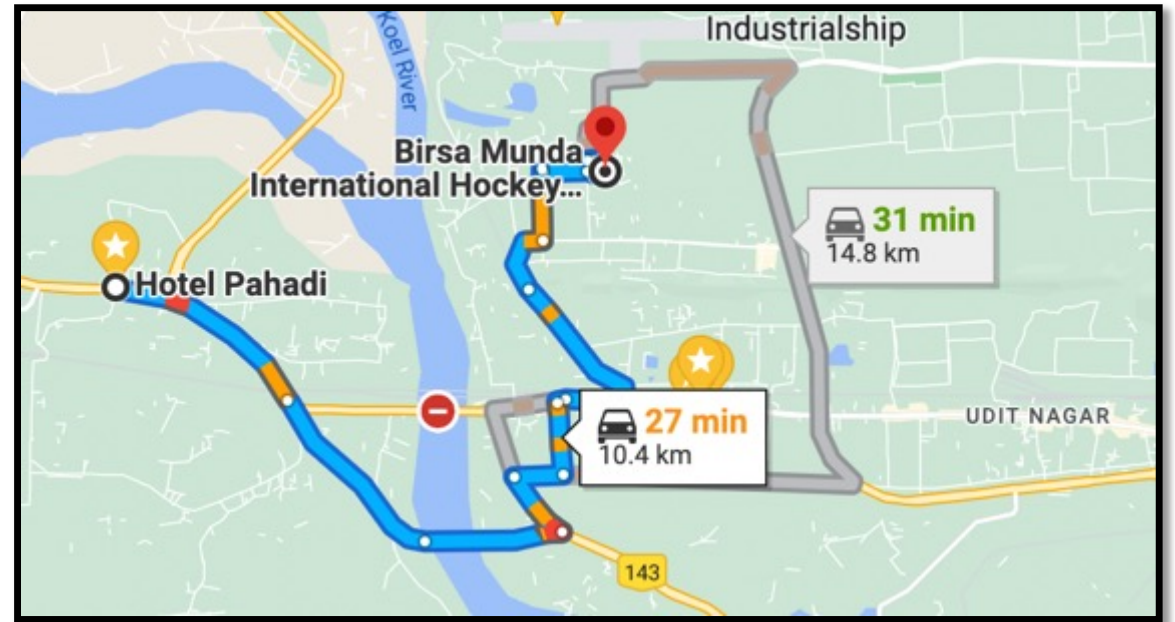 Industrialship
Koel River
Birsa Munda
International Hockey...
Hotel Pahadi
31 min
14.8 km
27 min
10.4 km
UDIT NAGAR
143